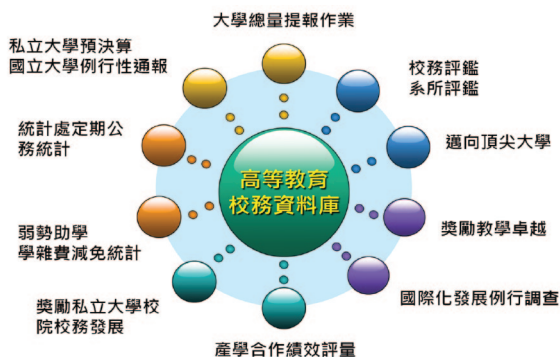 大學總量提報作業
私立大學預決算
國立大學例行性通報
校務評鑑
系所評鑑
統計處定期公
務統計
邁向頂尖大學
高等教育
校務資料庫
弱勢助學
學雜費減免統計
獎勵教學卓越
獎勵私立大學校
院校務發展
國際化發展例行調查
產學合作績效評量